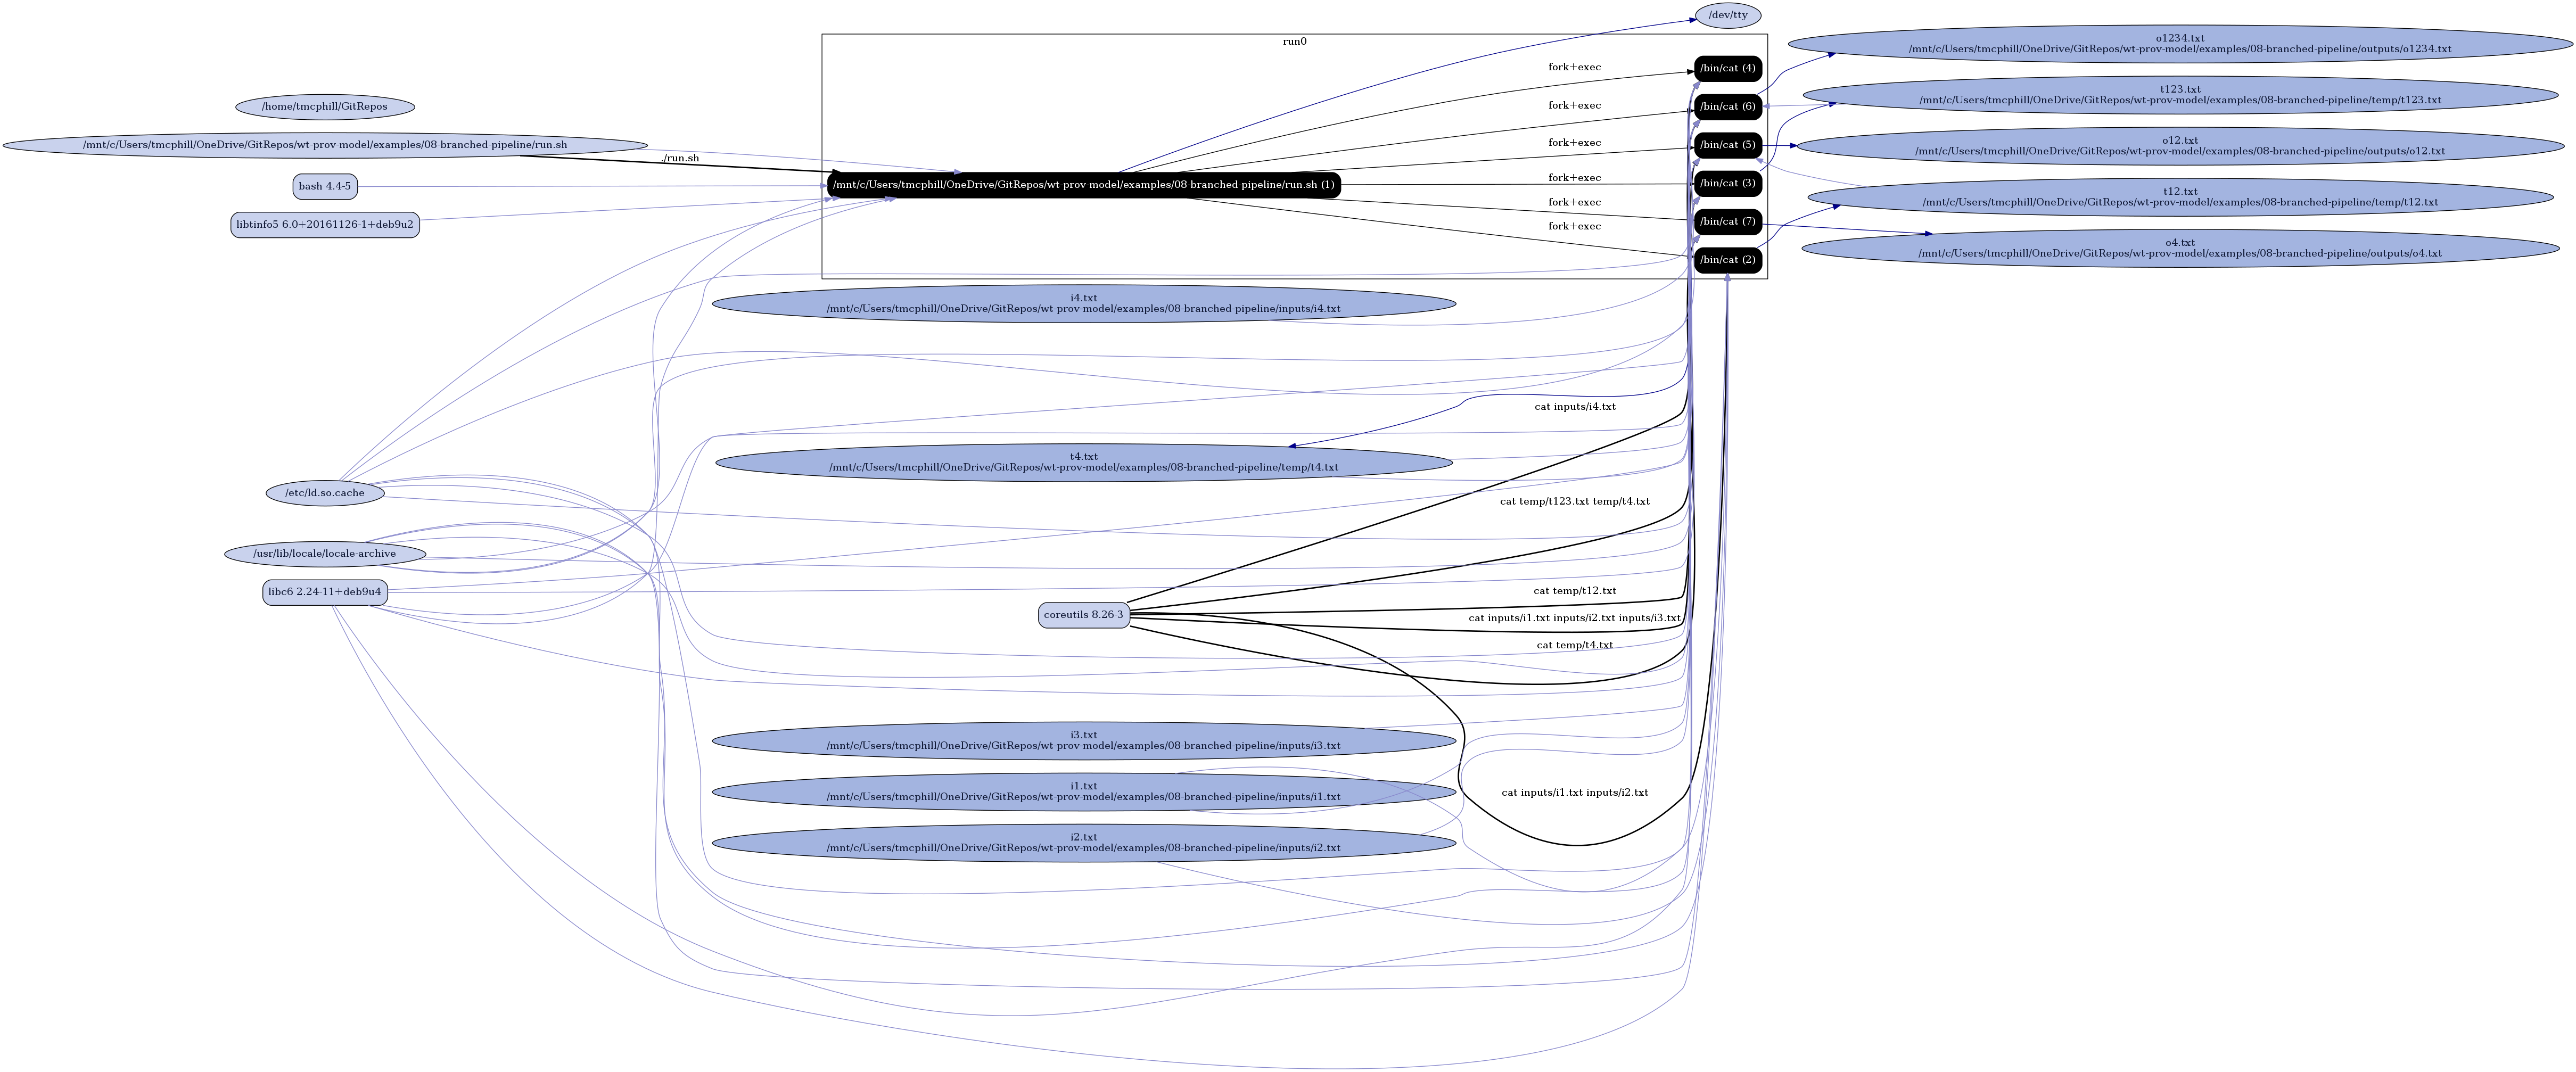 /dev/tty
run0
o1234.txt
/mnt/c/Users/tmcphill/OneDrive/GitRepos/wt-prov-model/examples/08-branched-pipeline/outputs/o1234.txt
fork+exec
/bin/cat (4)
t123.txt
/mnt/c/Users/tmcphill/OneDrive/GitRepos/wt-prov-model/examples/08-branched-pipeline/temp/t123.txt
/home/tmcphill/GitRepos
fork+exec
/bin/cat (6)
o12.txt
/mnt/c/Users/tmcphill/OneDrive/GitRepos/wt-prov-model/examples/08-branched-pipeline/outputs/o12.txt
/mnt/c/Users/tmcphill/OneDrive/GitRepos/wt-prov-model/examples/08-branched-pipeline/run.sh
./run.sh
fork+exec
/bin/cat (5)
bash 4.4-5
/mnt/c/Users/tmcphill/OneDrive/GitRepos/wt-prov-model/examples/08-branched-pipeline/run.sh (1)
fork+exec
/bin/cat (3)
t12.txt
/mnt/c/Users/tmcphill/OneDrive/GitRepos/wt-prov-model/examples/08-branched-pipeline/temp/t12.txt
libtinfo5 6.0+20161126-1+deb9u2
fork+exec
/bin/cat (7)
fork+exec
/bin/cat (2)
o4.txt
/mnt/c/Users/tmcphill/OneDrive/GitRepos/wt-prov-model/examples/08-branched-pipeline/outputs/o4.txt
i4.txt
/mnt/c/Users/tmcphill/OneDrive/GitRepos/wt-prov-model/examples/08-branched-pipeline/inputs/i4.txt
cat inputs/i4.txt
t4.txt
/mnt/c/Users/tmcphill/OneDrive/GitRepos/wt-prov-model/examples/08-branched-pipeline/temp/t4.txt
/etc/ld.so.cache
cat temp/t123.txt temp/t4.txt
/usr/lib/locale/locale-archive
libc6 2.24-11+deb9u4
cat temp/t12.txt
coreutils 8.26-3
cat inputs/i1.txt inputs/i2.txt inputs/i3.txt
cat temp/t4.txt
i3.txt
/mnt/c/Users/tmcphill/OneDrive/GitRepos/wt-prov-model/examples/08-branched-pipeline/inputs/i3.txt
i1.txt
/mnt/c/Users/tmcphill/OneDrive/GitRepos/wt-prov-model/examples/08-branched-pipeline/inputs/i1.txt
cat inputs/i1.txt inputs/i2.txt
i2.txt
/mnt/c/Users/tmcphill/OneDrive/GitRepos/wt-prov-model/examples/08-branched-pipeline/inputs/i2.txt